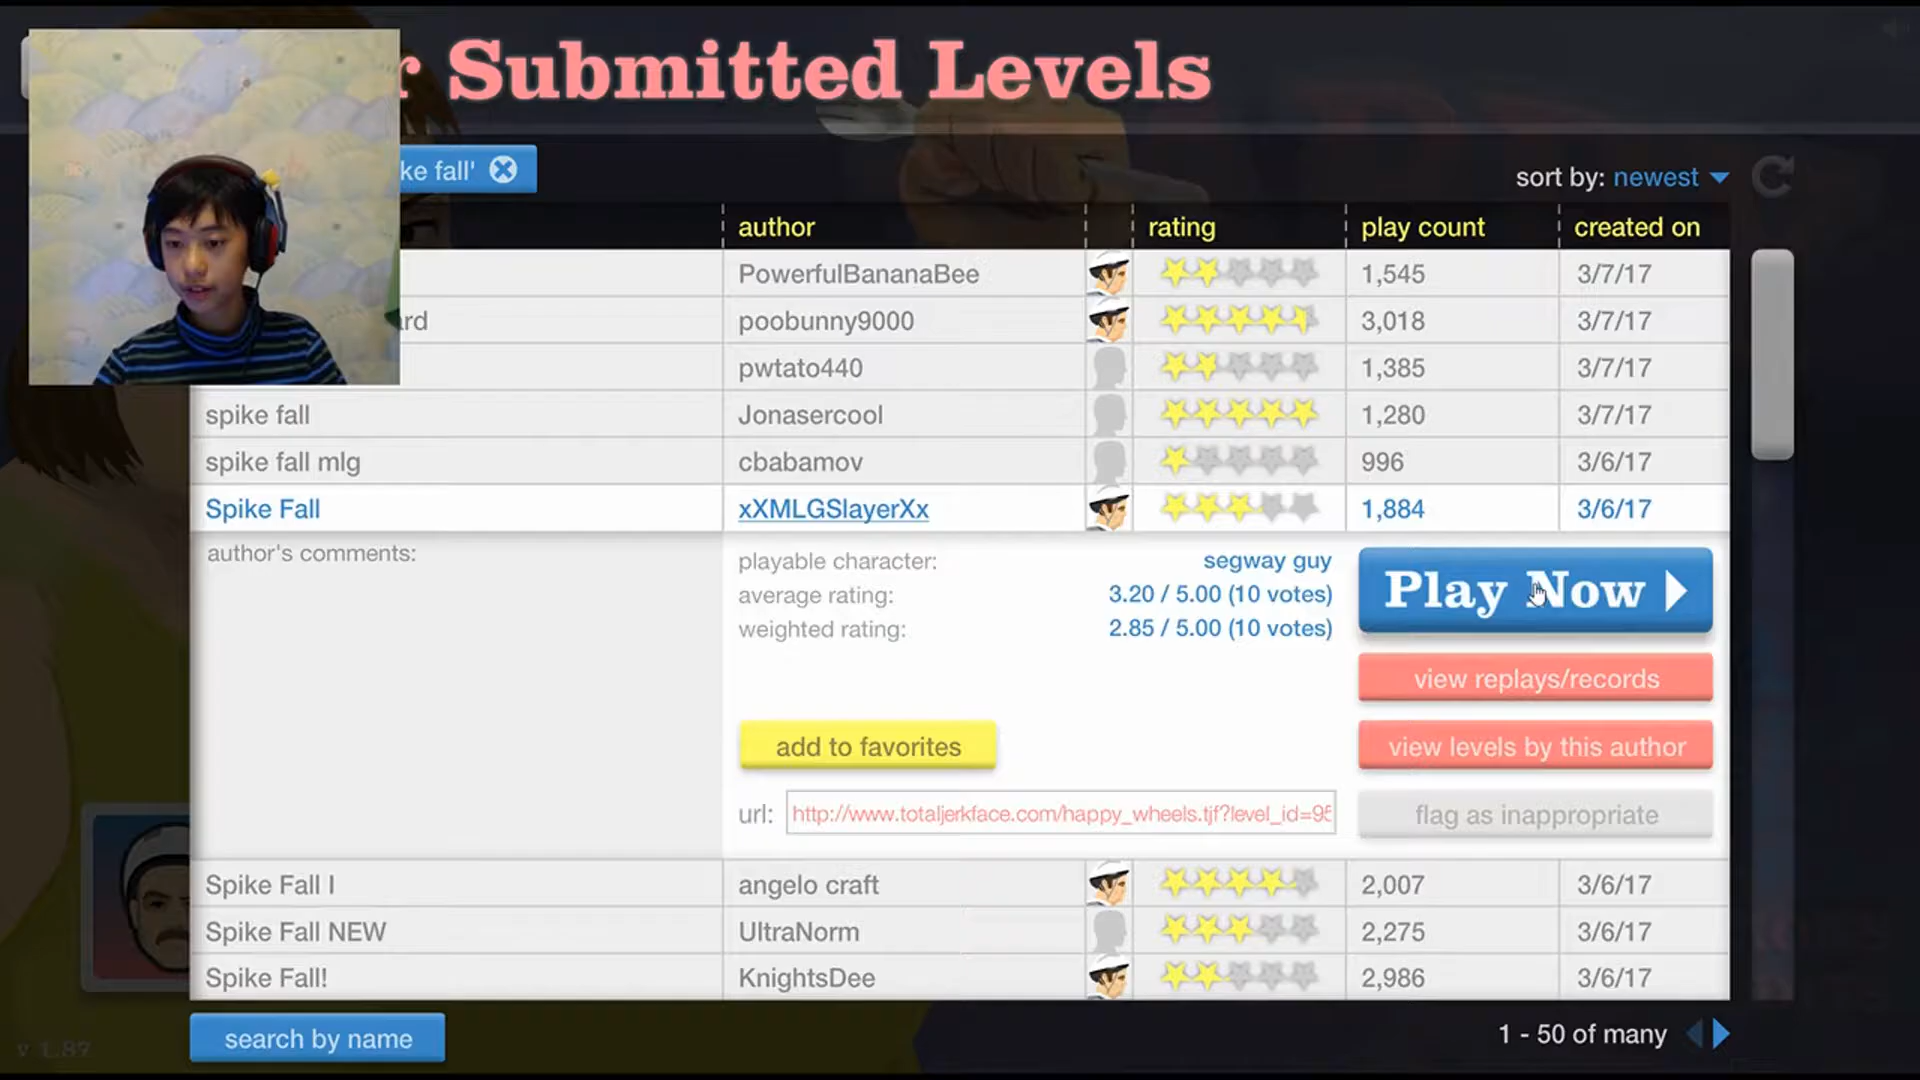 r Submitted Levels
ke fall'
sort by: newest
author rating play count created on
PowerfulBananaBee 1,545 3/7/17
ard poobunny9000 3,018 3/7/17
pwtato440 1,385 3/7/17
spike fall Jonasercool 1,280 3/7/17
spike fall mlg cbabamov 996 3/6/17
Spike Fall xXMLGSlayerXx 1,884 3/6/17
author's comments:
playable character: segway guy
average rating: 3.20 / 5.00 (10 votes)
weighted rating: 2.85 / 5.00 (10 votes)
Play Now
view replays/records
add to favorites
view levels by this author
url: http://www.totaljerkface.com/happy_wheels.tjf?level_id=95
flag as inappropriate
Spike Fall I angelo craft 2,007 3/6/17
Spike Fall NEW UltraNorm 2,275 3/6/17
Spike Fall! KnightsDee 2,986 3/6/17
search by name
1 - 50 of many
v 1.87